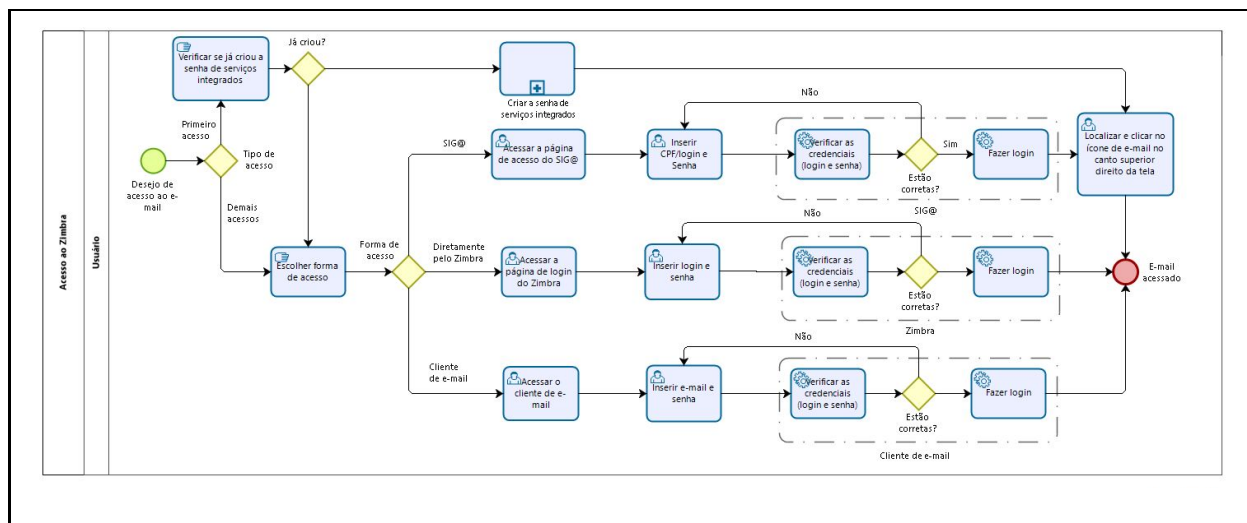 Acesso ao Zimbra
Usuário
Já criou?
Verificar se já criou a
senha de serviços
integrados
Criar a senha de
serviços integrados
Primeiro
acesso
Tipo de
acesso
Desejo de
acesso ao e-
mail
Demais
acessos
Escolher forma
de acesso
Forma de
acesso
SIG@
Acessar a página
de acesso do SIG@
Inserir
CPF/login e
Senha
Não
Verificar as
credenciais
(login e senha)
Estão
corretas?
Sim
Fazer login
SIG@
Localizar e clicar no
ícone de e-mail no
canto superior
direito da tela
Diretamente
pelo Zimbra
Acessar a
página de login
do Zimbra
Inserir login e
senha
Não
Verificar as
credenciais
(login e senha)
Estão
corretas?
Fazer login
Zimbra
E-mail
acessado
Cliente
de e-mail
Acessar o
cliente de e-
mail
Inserir e-mail e
senha
Não
Verificar as
credenciais
(login e senha)
Estão
corretas?
Fazer login
Cliente de e-mail